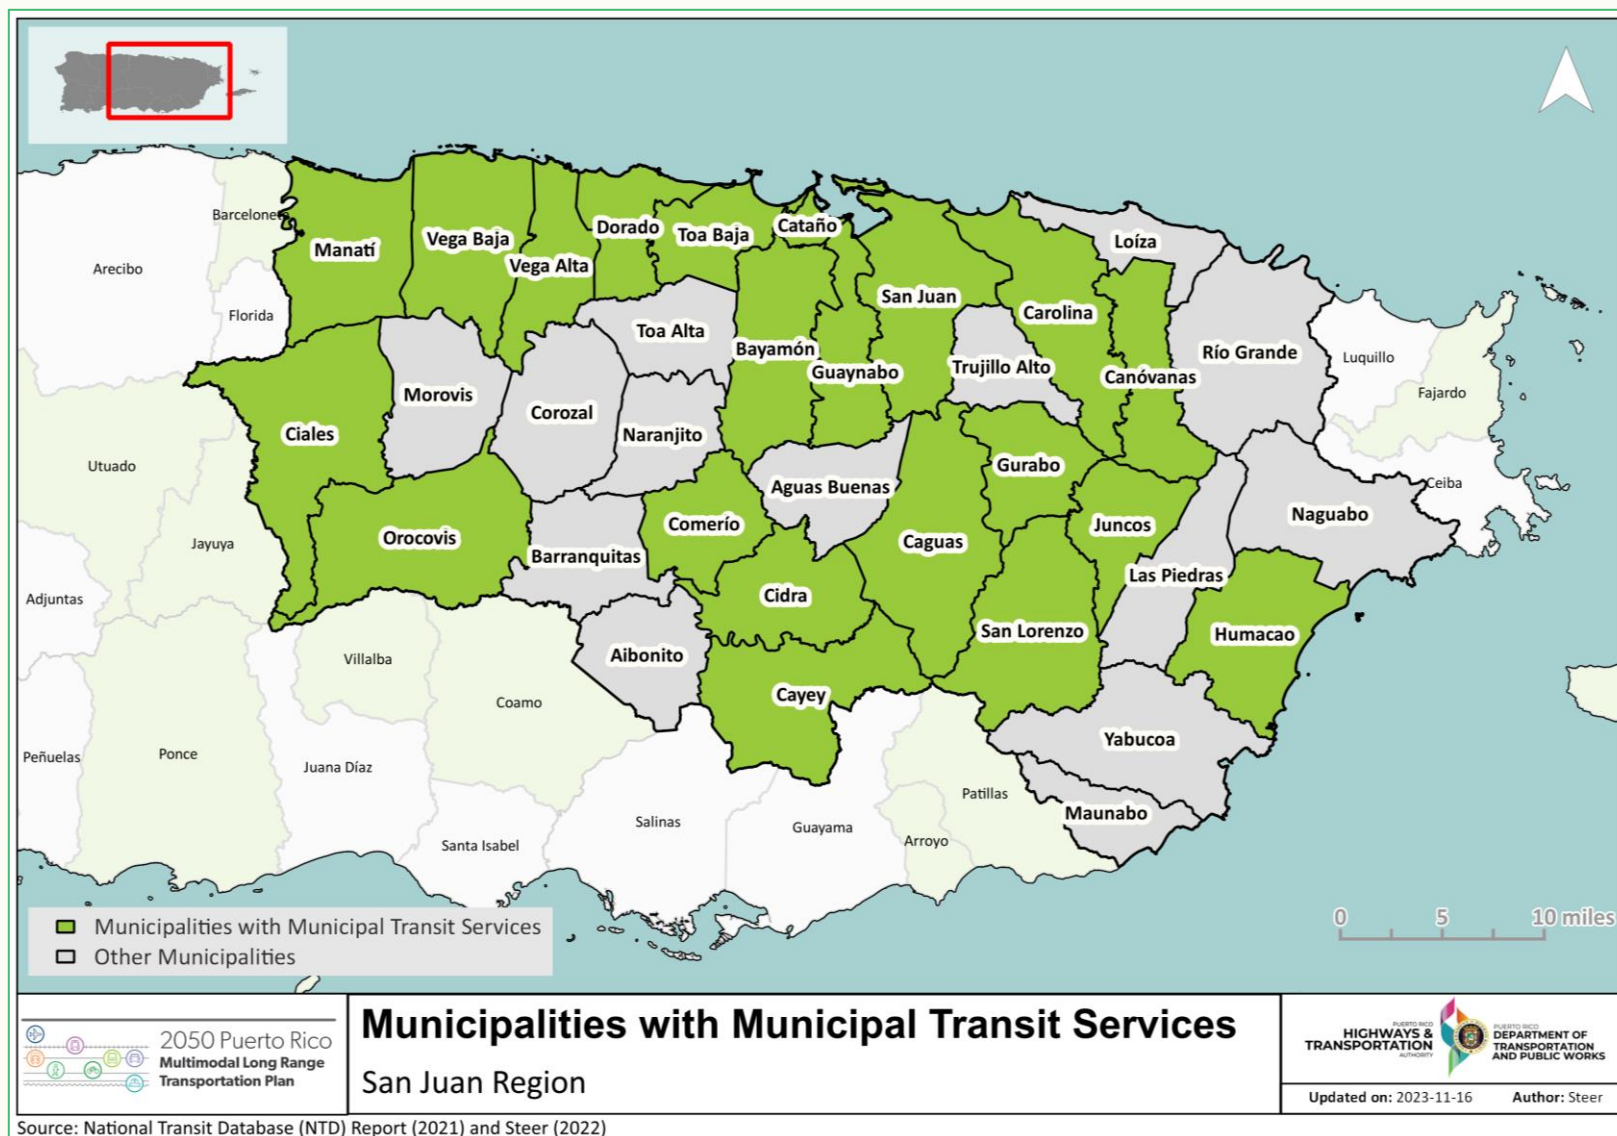 Barceloneta
Manatí
Vega Baja
Vega Alta
Dorado
Toa Baja
Cataño
Loíza
Arecibo
Florida
San Juan
Carolina
Toa Alta
Bayamón
Guaynabo
Trujillo Alto
Canóvanas
Río Grande
Luquillo
Fajardo
Morovis
Corozal
Naranjito
Ciales
Utuado
Gurabo
Aguas Buenas
Ceiba
Naguabo
Comerío
Juncos
Orocovis
Jayuya
Barranquitas
Caguas
Las Piedras
Adjuntas
Cidra
San Lorenzo
Humacao
Villalba
Aibonito
Coamo
Cayey
Peñuelas
Ponce
Juana Díaz
Yabucoa
Patillas
Maunabo
Salinas
Guayama
Santa Isabel
Arroyo
Municipalities with Municipal Transit Services
Other Municipalities
0 5 10 miles
2050 Puerto Rico
Multimodal Long Range
Transportation Plan
Municipalities with Municipal Transit Services
San Juan Region
PUERTO RICO
HIGHWAYS &
TRANSPORTATION
AUTHORITY
PUERTO RICO
DEPARTMENT OF
TRANSPORTATION
AND PUBLIC WORKS
Updated on: 2023-11-16 Author: Steer
Source: National Transit Database (NTD) Report (2021) and Steer (2022)